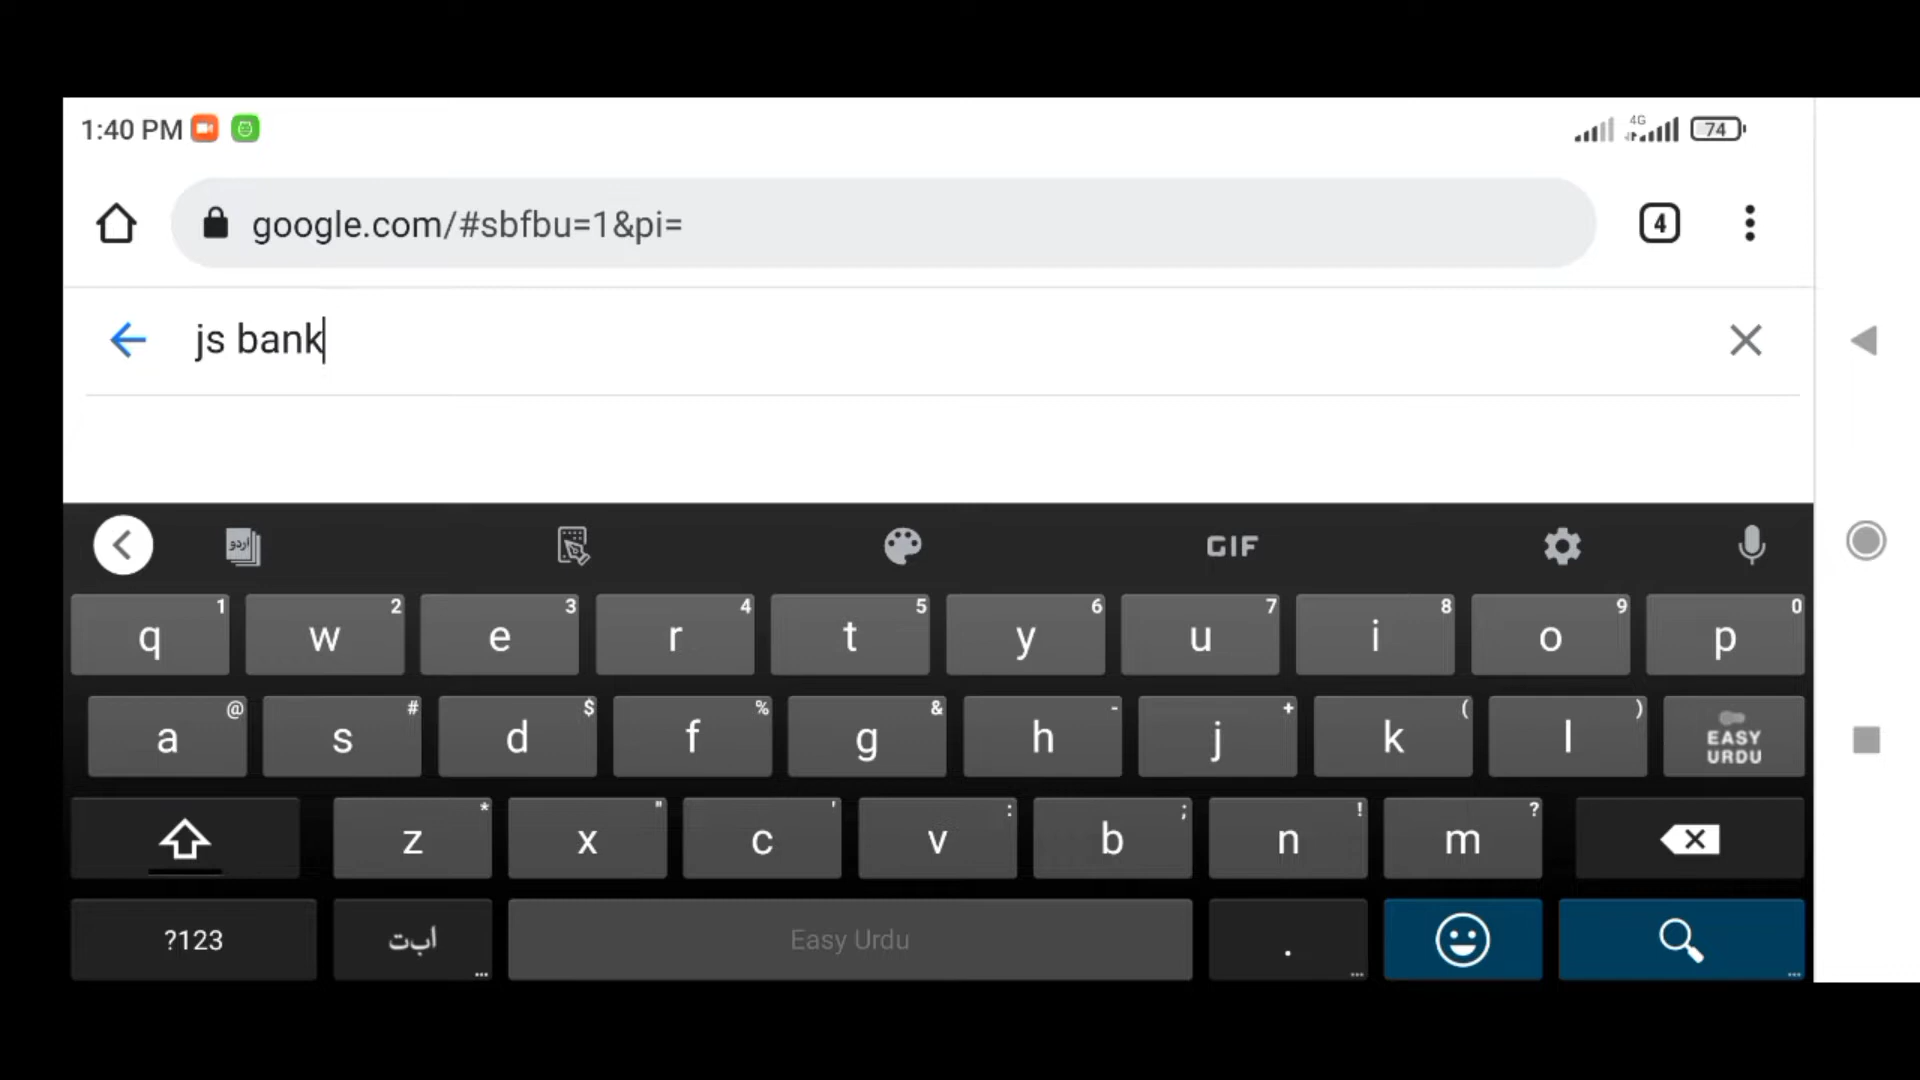 1:40 PM 4G 74
google.com/#sbfbu=1&pi= 4
js bank
اردو GIF
1 2 3 4 5 6 7 8 9 0
q w e r t y u i o p
@ # $ % & - + ( )
a s d f g h j k l EASY URDU
* " ' : ; ! ?
z x c v b n m
?123 ابت ... Easy Urdu . ... ...